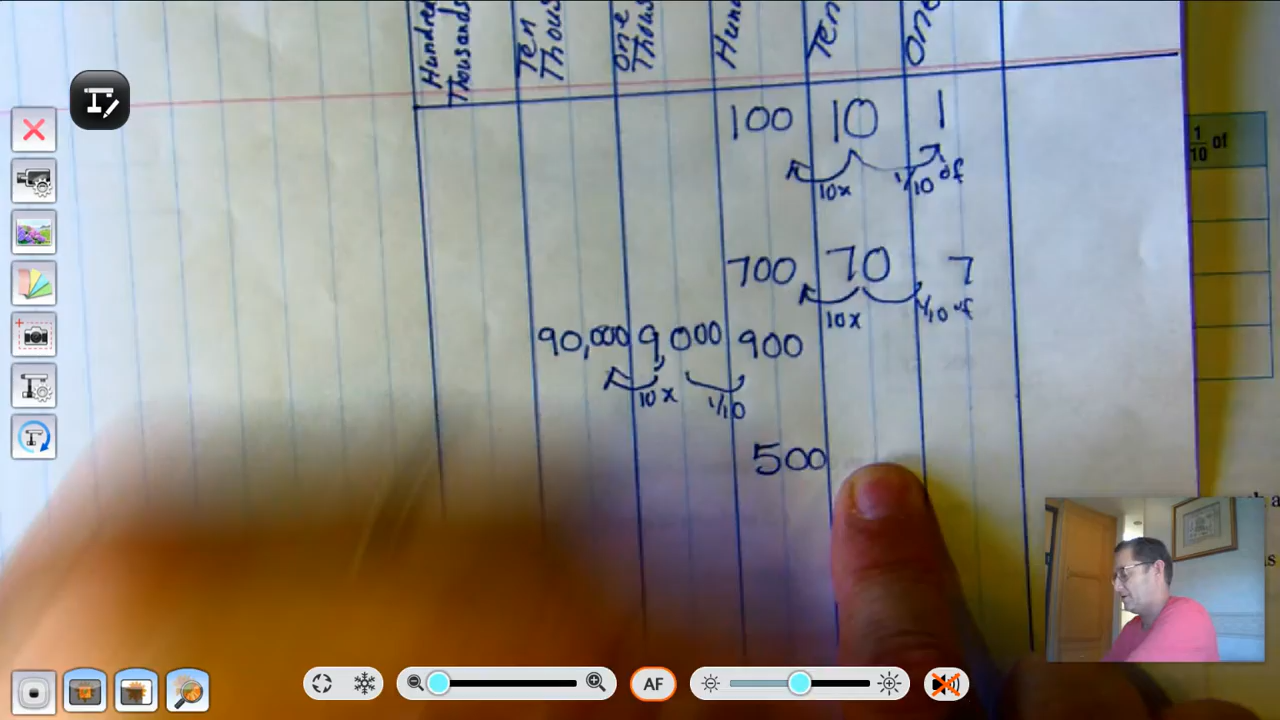 Hundred Thousands
Ten Thous
One Thous
Hun
Ten
One
100 10 1
10x 1/10 of
1/10 of
700 70 7
10x 1/10 of
90,000 9,000 900
10x 1/10
500
AF